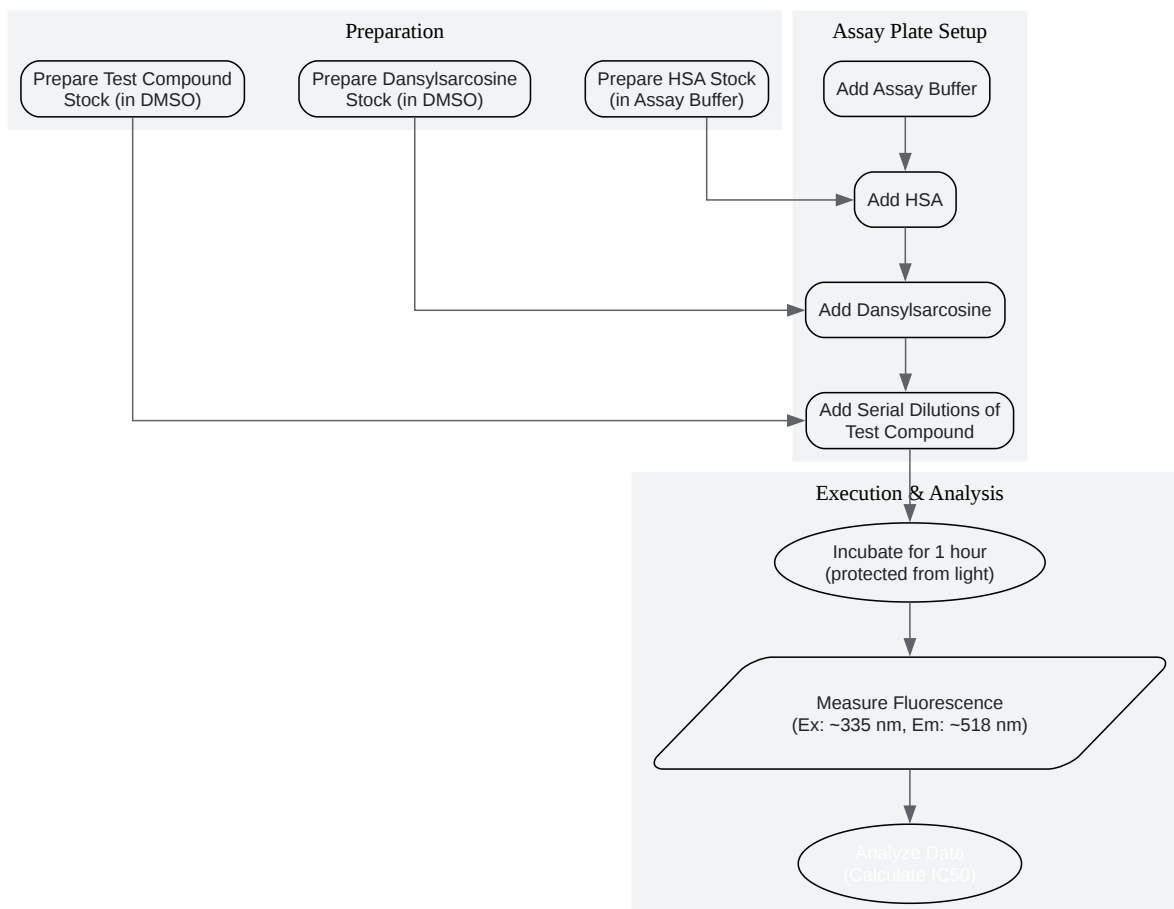 Preparation
Prepare Test Compound
Stock (in DMSO)
Prepare Dansylsarcosine
Stock (in DMSO)
Prepare HSA Stock
(in Assay Buffer)
Assay Plate Setup
Add Assay Buffer
Add HSA
Add Dansylsarcosine
Add Serial Dilutions of
Test Compound
Execution & Analysis
Incubate for 1 hour
(protected from light)
Measure Fluorescence
(Ex: ~335 nm, Em: ~518 nm)
Analyze Data
(Calculate IC50)